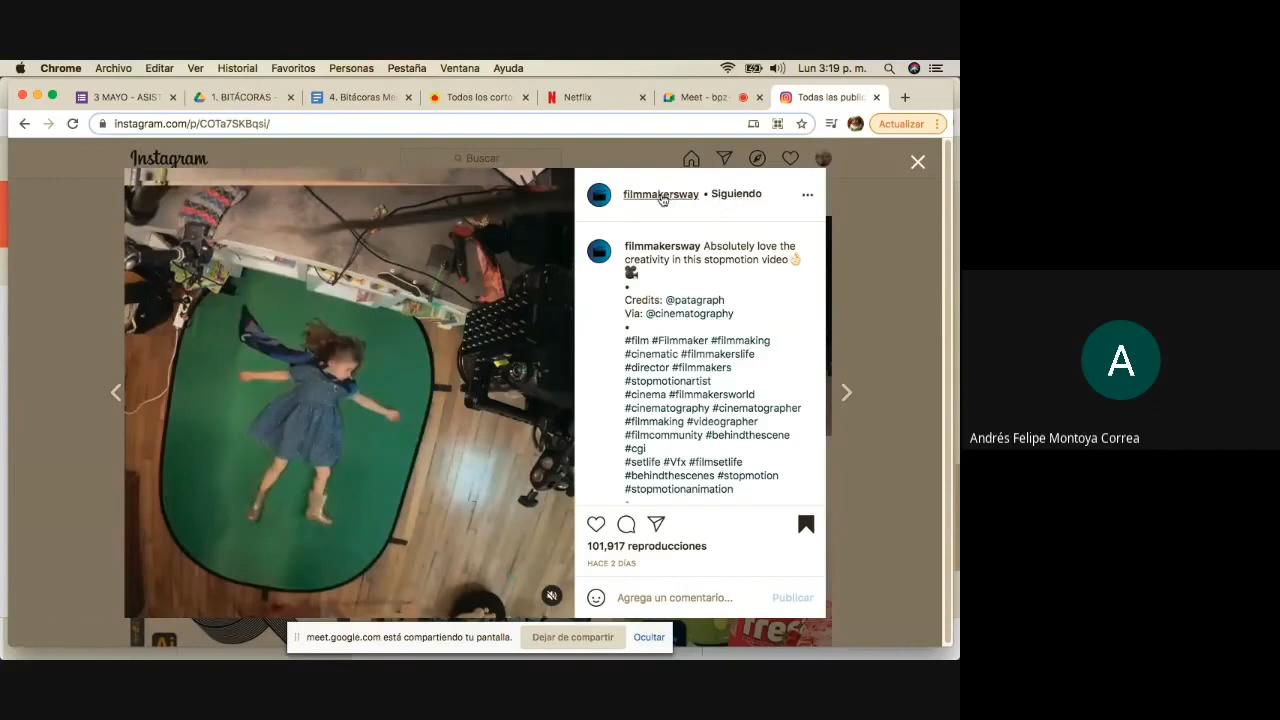 Chrome Archivo Editar Ver Historial Favoritos Personas Pestaña Ventana Ayuda Lun 3:19 p. m.
3 MAYO - ASIST 1. BITÁCORAS - 4. Bitácoras Me Todos los corto Netflix Meet - bpz- Todas las public
instagram.com/p/COTa7SKBqsi/ Actualizar
Instagram Buscar
filmmakersway • Siguiendo
filmmakersway Absolutely love the
creativity in this stopmotion video👌🏻
🎥
•
Credits: @patagraph
Via: @cinematography
•
#film #Filmmaker #filmmaking
#cinematic #filmmakerslife
#director #filmmakers
#stopmotionartist
#cinema #filmmakersworld
#cinematography #cinematographer
#filmmaking #videographer
#filmcommunity #behindthescene
#cgi
#setlife #Vfx #filmsetlife
#behindthescenes #stopmotion
#stopmotionanimation
101,917 reproducciones
HACE 2 DÍAS
Agrega un comentario... Publicar
Ai
free
meet.google.com está compartiendo tu pantalla. Dejar de compartir Ocultar
A
Andrés Felipe Montoya Correa